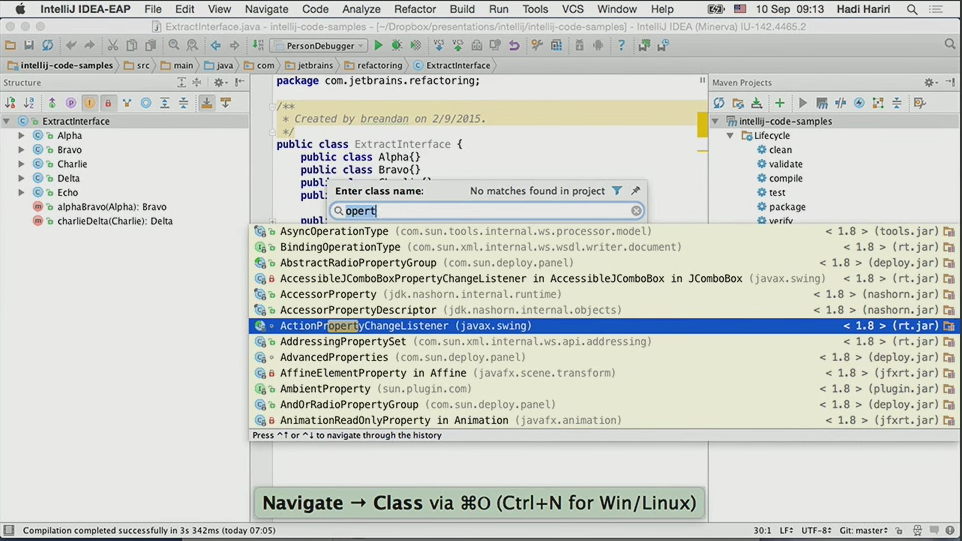 IntelliJ IDEA-EAP File Edit View Navigate Code Analyze Refactor Build Run Tools VCS Window Help 10 Sep 09:13 Hadi Hariri
ExtractInterface.java - intellij-code-samples - [~/Dropbox/presentations/intellij/intellij-code-samples] - IntelliJ IDEA (Minerva) IU-142.4465.2
PersonDebugger
intellij-code-samples src main java com jetbrains refactoring ExtractInterface
Structure
Maven Projects
ExtractInterface
Alpha
Bravo
Charlie
Delta
Echo
alphaBravo(Alpha): Bravo
charlieDelta(Charlie): Delta
package com.jetbrains.refactoring;
/**
* Created by breandan on 2/9/2015.
*/
public class ExtractInterface {
public class Alpha{}
public class Bravo{}
intellij-code-samples
Lifecycle
clean
validate
compile
test
package
verify
Enter class name: No matches found in project
opert
AsyncOperationType (com.sun.tools.internal.ws.processor.model) < 1.8 > (tools.jar)
BindingOperationType (com.sun.xml.internal.ws.wsdl.writer.document) < 1.8 > (rt.jar)
AbstractRadioPropertyGroup (com.sun.deploy.panel) < 1.8 > (deploy.jar)
AccessibleJComboBoxPropertyChangeListener in AccessibleJComboBox in JComboBox (javax.swing) < 1.8 > (rt.jar)
AccessorProperty (jdk.nashorn.internal.runtime) < 1.8 > (nashorn.jar)
AccessorPropertyDescriptor (jdk.nashorn.internal.objects) < 1.8 > (nashorn.jar)
ActionPropertyChangeListener (javax.swing) < 1.8 > (rt.jar)
AddressingPropertySet (com.sun.xml.internal.ws.api.addressing) < 1.8 > (rt.jar)
AdvancedProperties (com.sun.deploy.panel) < 1.8 > (deploy.jar)
AffineElementProperty in Affine (javafx.scene.transform) < 1.8 > (jfxrt.jar)
AmbientProperty (sun.plugin.com) < 1.8 > (plugin.jar)
AndOrRadioPropertyGroup (com.sun.deploy.panel) < 1.8 > (deploy.jar)
AnimationReadOnlyProperty in Animation (javafx.animation) < 1.8 > (jfxrt.jar)
Press ^↑ or ^↓ to navigate through the history
Navigate → Class via ⌘O (Ctrl+N for Win/Linux)
Compilation completed successfully in 3s 342ms (today 07:05) 30:1 LF÷ UTF-8÷ Git: master÷